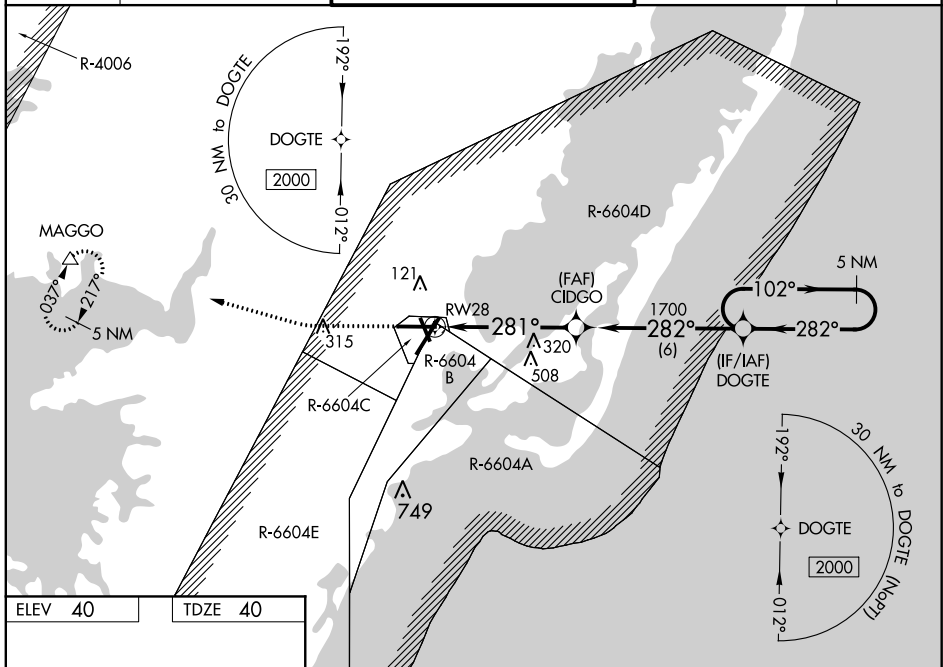 R-4006
30 NM to DOGTE
192°
DOGTE
2000
012°
R-6604D
MAGGO
037°
217°
5 NM
121
(FAF)
CIDGO
5 NM
102°
RW28
281°
1700
282°
(6)
282°
315
320
508
R-6604
B
(IF/IAF)
DOGTE
R-6604C
R-6604A
749
R-6604E
192°
30 NM to DOGTE (NoPT)
DOGTE
2000
012°
ELEV 40
TDZE 40